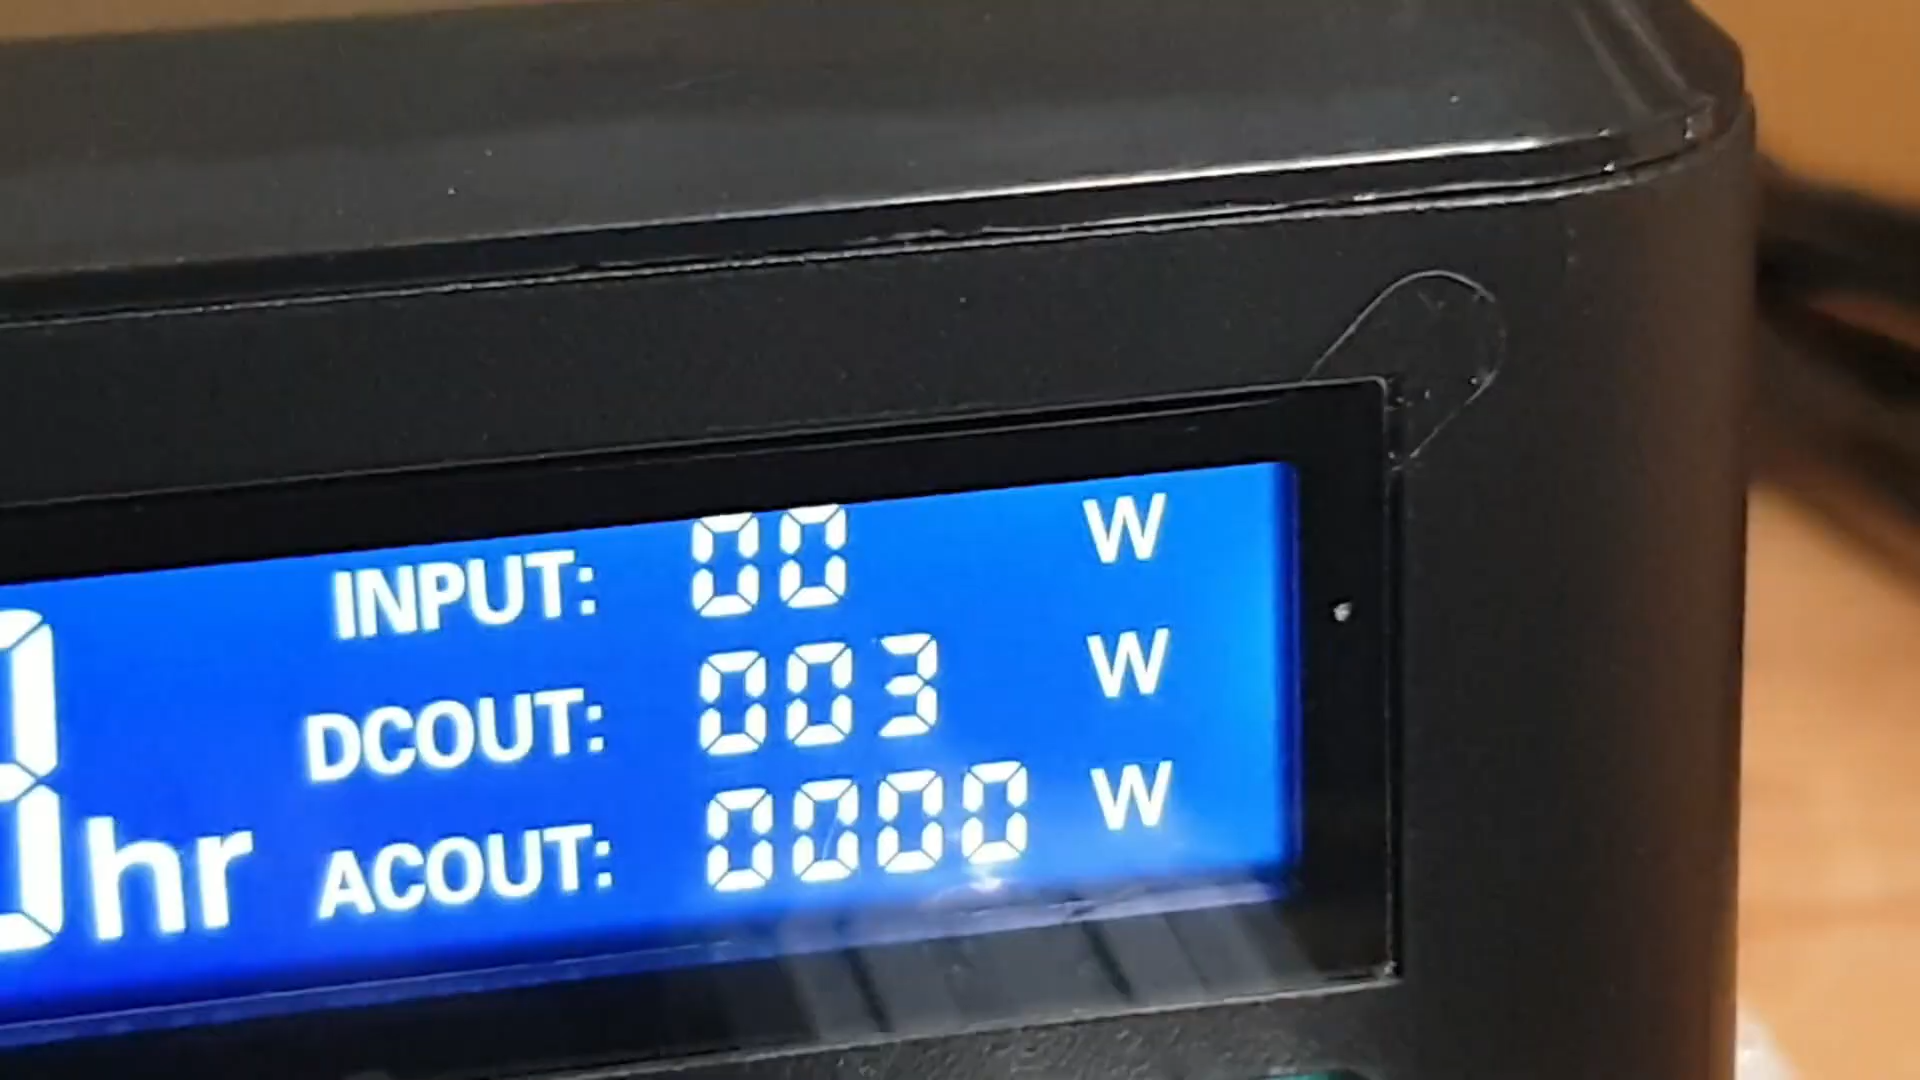 INPUT: 00 W
DCOUT: 003 W
hr ACOUT: 0000 W